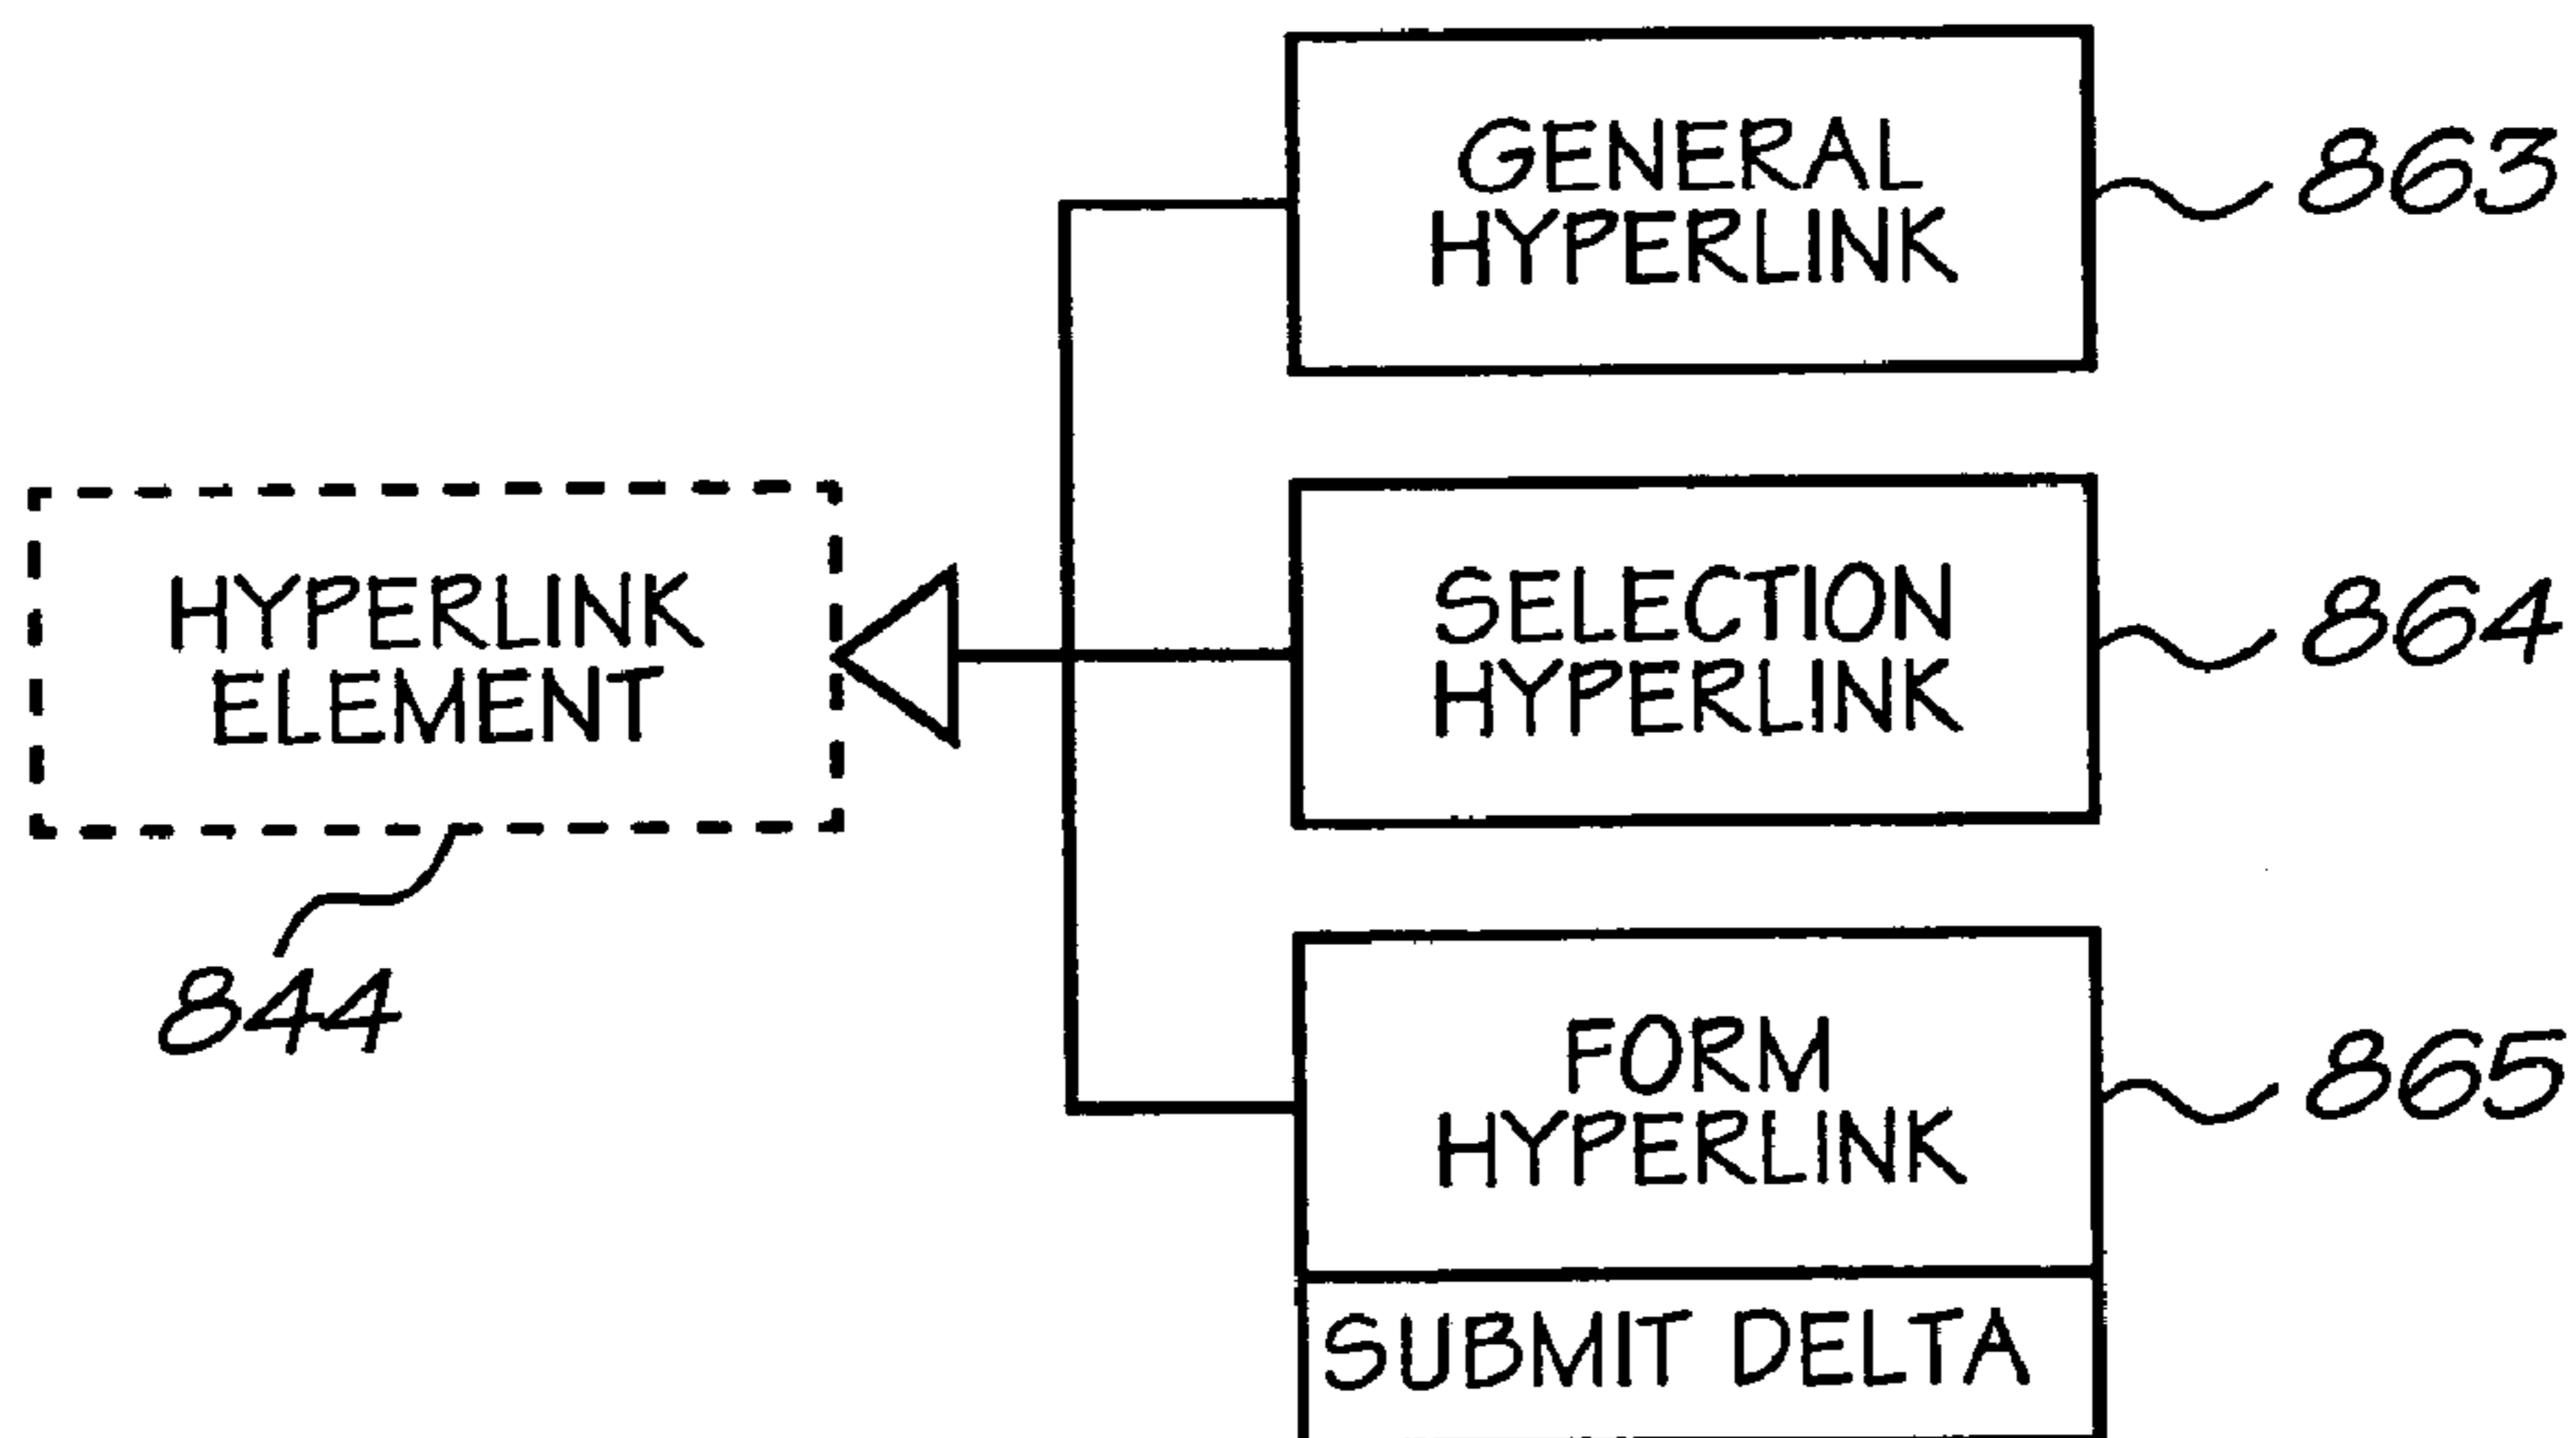 GENERAL
HYPERLINK
863
HYPERLINK
ELEMENT
844
SELECTION
HYPERLINK
864
FORM
HYPERLINK
865
SUBMIT DELTA